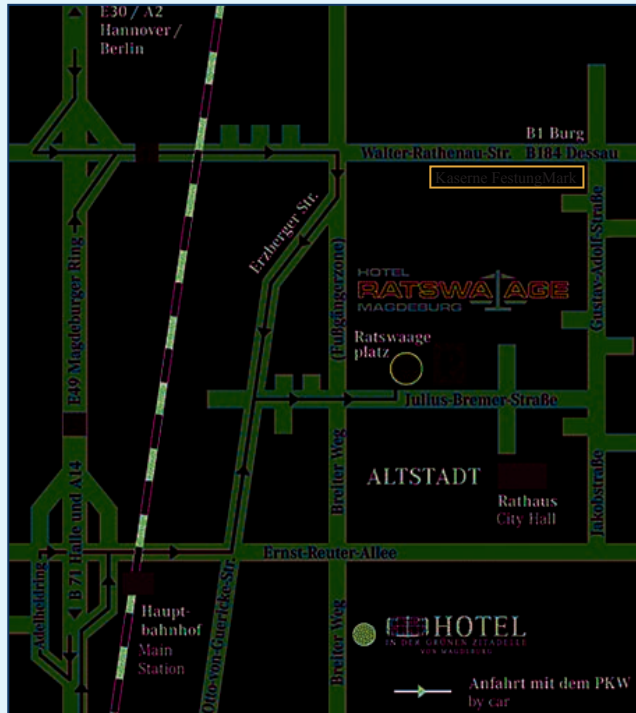 E30 / A2
Hannover /
Berlin
B1 Burg
Walter-Rathenau-Str. B184 Dessau
Kaserne FestungMark
Erzberger Str.
E49 Magdeburger Ring
(Fußgängerzone)
Gustav-Adolf-Straße
HOTEL
RATSWAAGE
MAGDEBURG
Ratswaage
platz
Julius-Bremer-Straße
Breiter Weg
ALTSTADT
Rathaus
City Hall
Jakobstraße
B 71 Halle und A14
Ernst-Reuter-Allee
Adelheidring
Haupt-
bahnhof
Main
Station
Otto-von-Guericke-Str.
Breiter Weg
HOTEL
IN DER GRÜNEN ZITADELLE
VON MAGDEBURG
Anfahrt mit dem PKW
by car